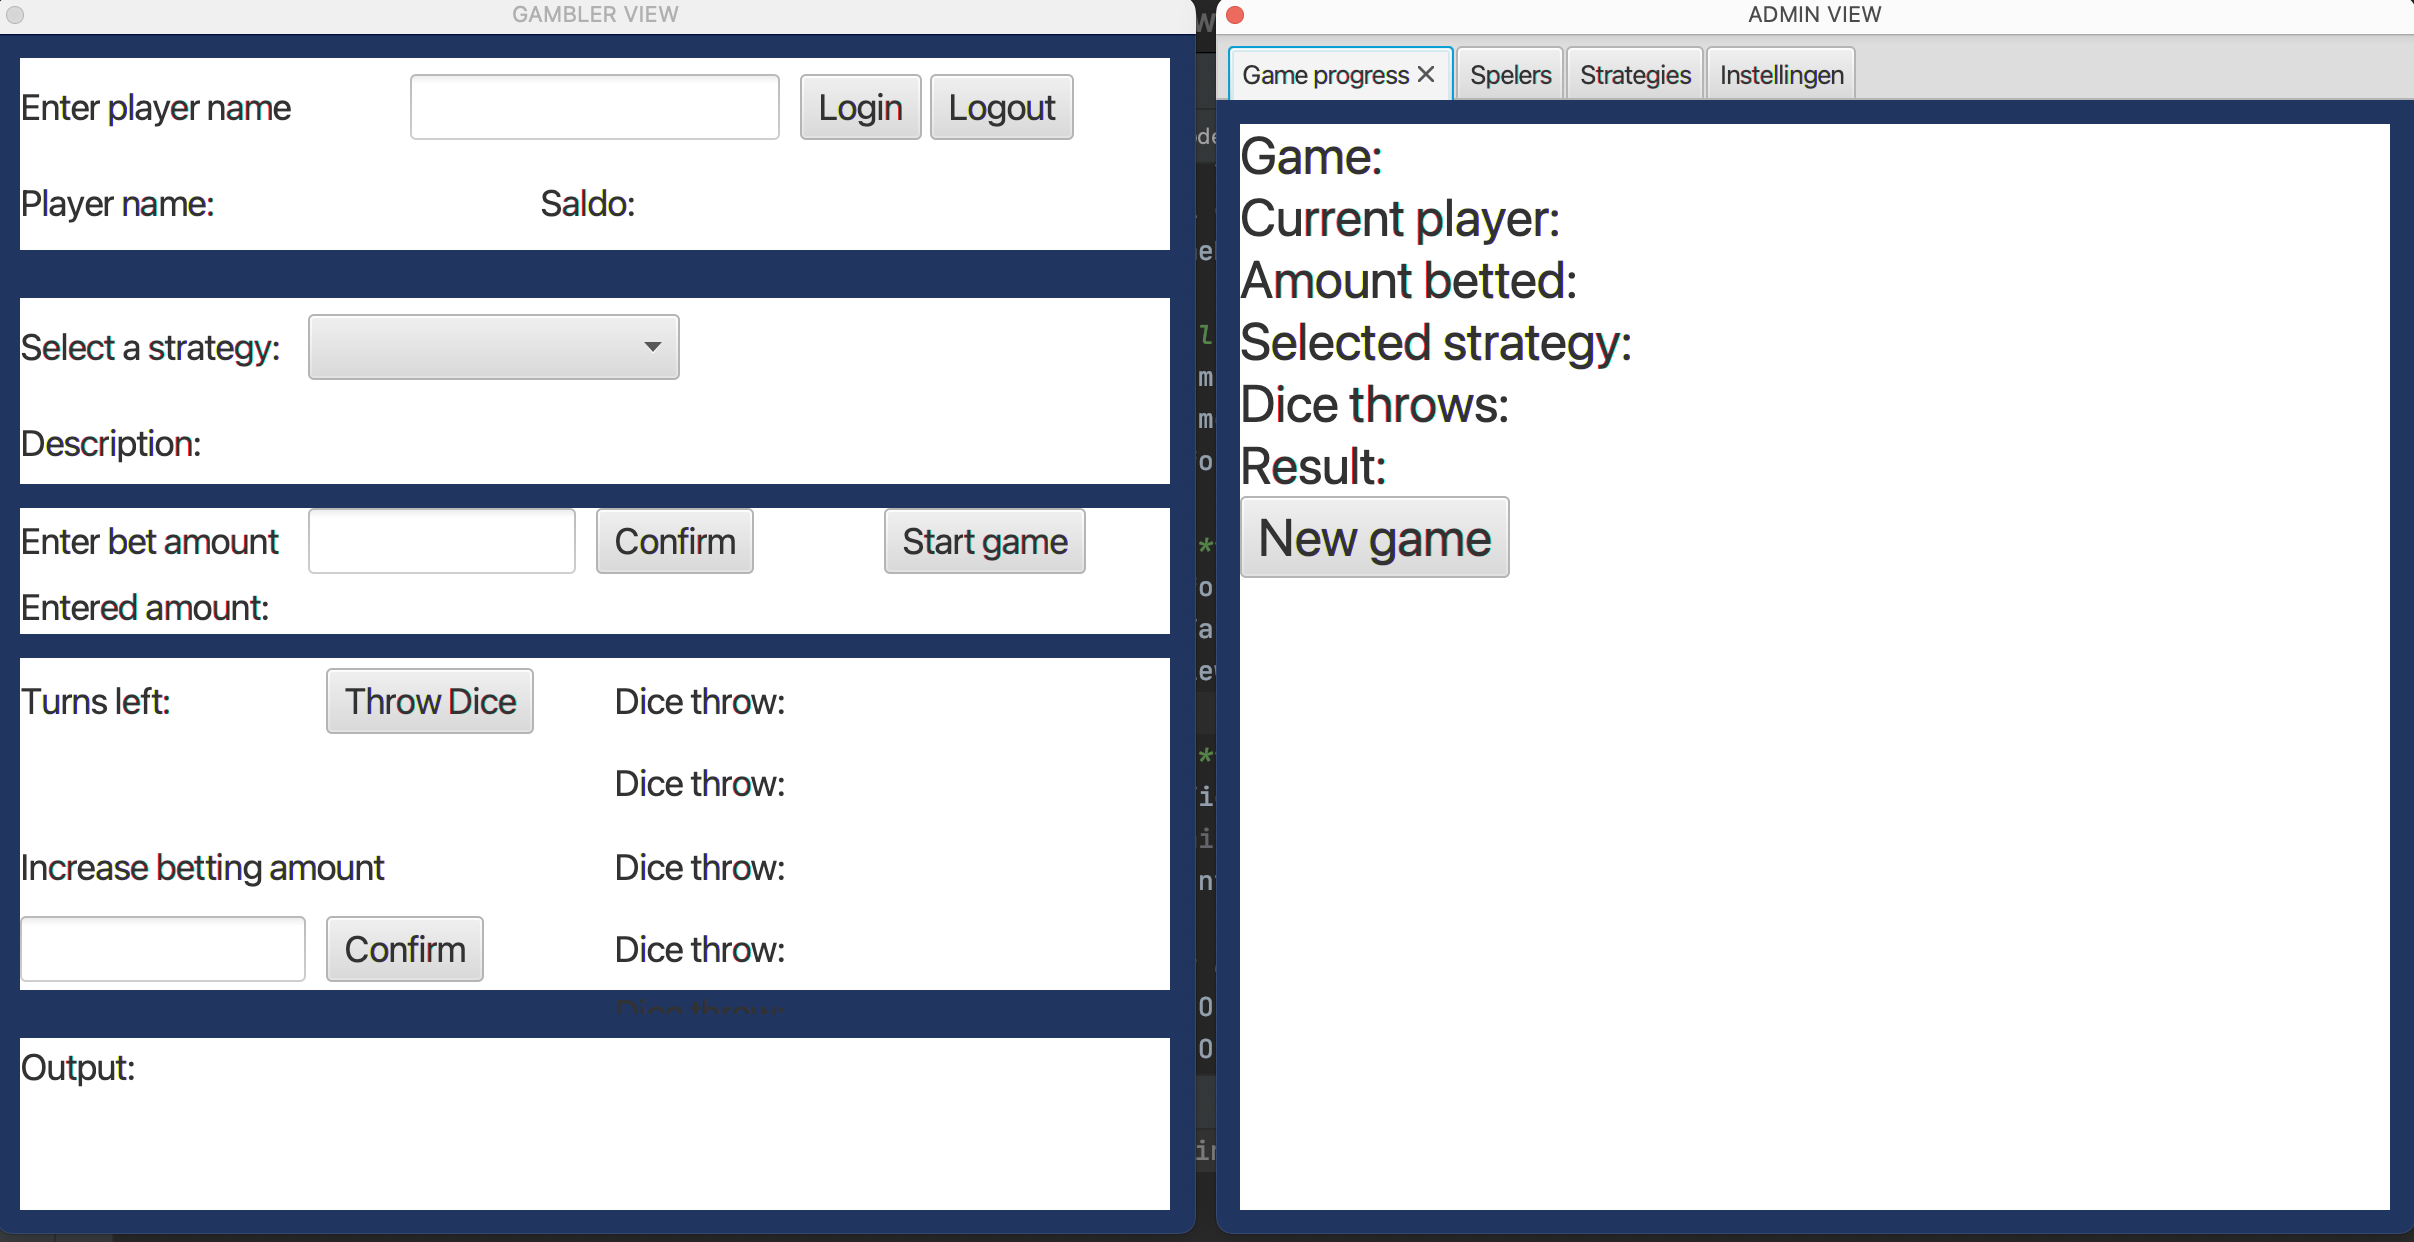 GAMBLER VIEW
Enter player name
Login
Logout
Player name:
Saldo:
Select a strategy:
Description:
Enter bet amount
Confirm
Start game
Entered amount:
Turns left:
Throw Dice
Dice throw:
Dice throw:
Increase betting amount
Dice throw:
Confirm
Dice throw:
Dice throw:
Output:
ADMIN VIEW
Game progress
Spelers
Strategies
Instellingen
Game:
Current player:
Amount betted:
Selected strategy:
Dice throws:
Result:
New game